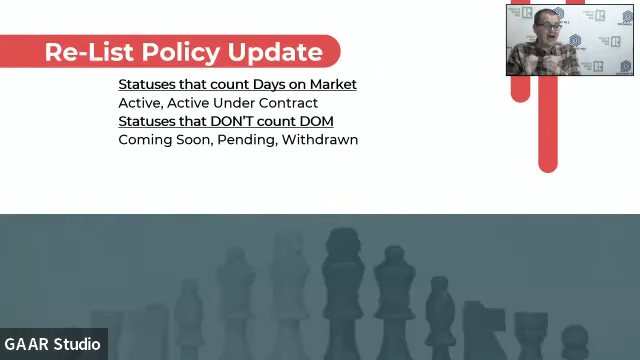 Re-List Policy Update
Statuses that count Days on Market
Active, Active Under Contract
Statuses that DON'T count DOM
Coming Soon, Pending, Withdrawn
GAAR Studio